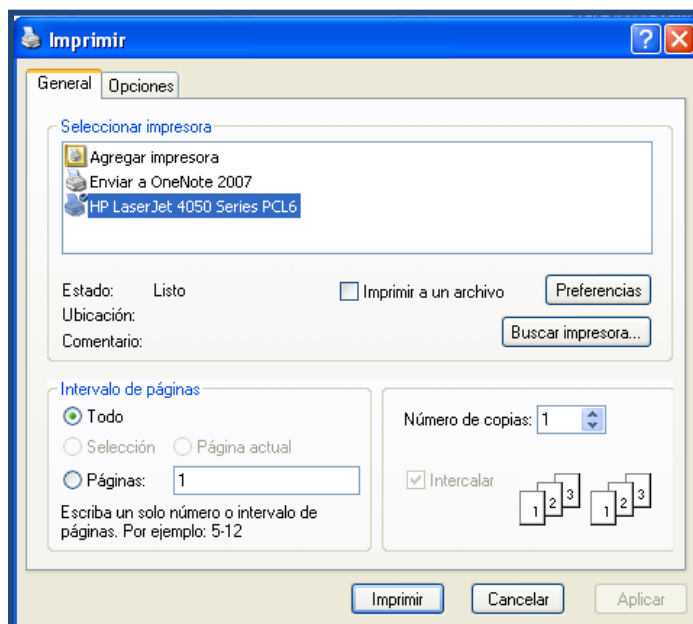 Imprimir
General Opciones
Seleccionar impresora
Agregar impresora
Enviar a OneNote 2007
HP LaserJet 4050 Series PCL6
Estado: Listo
Imprimir a un archivo
Preferencias
Ubicación:
Comentario:
Buscar impresora...
Intervalo de páginas
Todo
Selección Página actual
Páginas: 1
Escriba un solo número o intervalo de
páginas. Por ejemplo: 5-12
Número de copias: 1
Intercalar
1 2 3 1 2 3
Imprimir Cancelar Aplicar